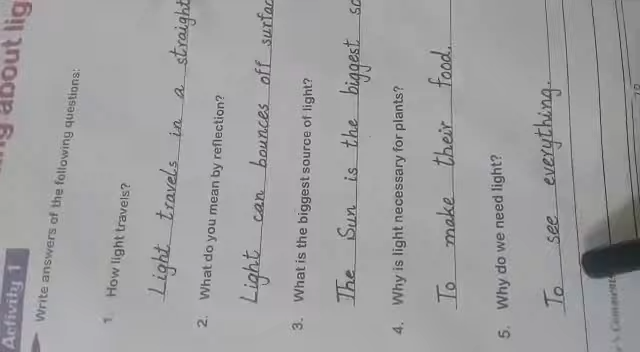 about
Activity 1
Write answers of the following questions:
1. How light travels?
Light travels in a straight
2. What do you mean by reflection?
Light can bounces off
3. What is the biggest source of light?
The Sun is the biggest
4. Why is light necessary for plants?
To make their food.
5. Why do we need light?
To see everything.